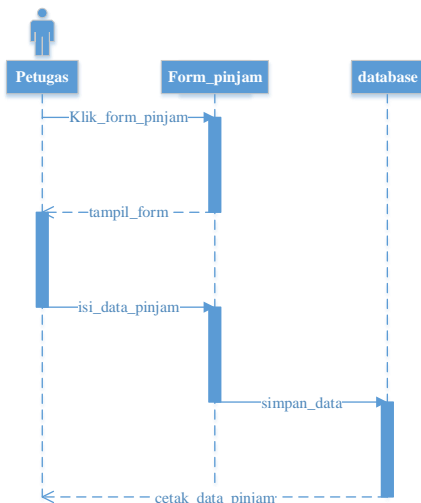 Petugas
Form_pinjam
database
Klik_form_pinjam
tampil_form
isi_data_pinjam
simpan_data
cetak_data_pinjam